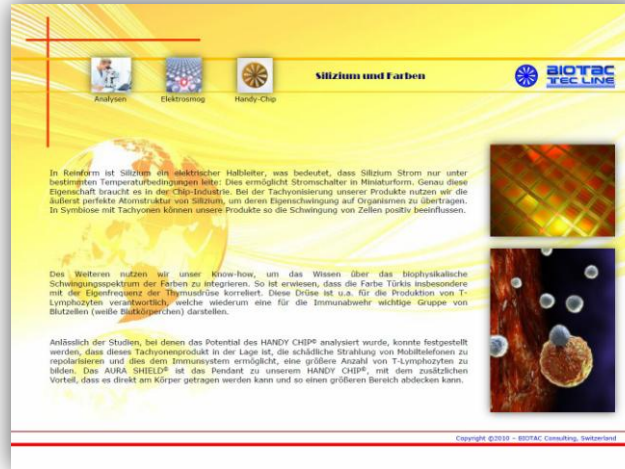 Silizium und Farben
BIOTAC
TEC LINE
Analysen
Elektrosmog
Handy-Chip
In Reinform ist Silizium ein elektrischer Halbleiter, was bedeutet, dass Silizium Strom nur unter
bestimmten Temperaturbedingungen leite: Dies ermöglicht Stromschalter in Miniaturform. Genau diese
Eigenschaft braucht es in der Chip-Industrie. Bei der Tachyonisierung unserer Produkte nutzen wir die
äußerst perfekte Atomstruktur von Silizium, um deren Eigenschwingung auf Organismen zu übertragen.
In Symbiose mit Tachyonen können unsere Produkte so die Schwingung von Zellen positiv beeinflussen.
Des Weiteren nutzen wir unser Know-how, um das Wissen über das biophysikalische
Schwingungsspektrum der Farben zu integrieren. So ist erwiesen, dass die Farbe Türkis insbesondere
mit der Eigenfrequenz der Thymusdrüse korreliert. Diese Drüse ist u.a. für die Produktion von T-
Lymphozyten verantwortlich, welche wiederum eine für die Immunabwehr wichtige Gruppe von
Blutzellen (weiße Blutkörperchen) darstellen.
Anlässlich der Studien, bei denen das Potential des HANDY CHIP® analysiert wurde, konnte festgestellt
werden, dass dieses Tachyonenprodukt in der Lage ist, die schädliche Strahlung von Mobiltelefonen zu
repolarisieren und dies dem Immunsystem ermöglicht, eine größere Anzahl von T-Lymphozyten zu
bilden. Das AURA SHIELD® ist das Pendant zu unserem HANDY CHIP®, mit dem zusätzlichen
Vorteil, dass es direkt am Körper getragen werden kann und so einen größeren Bereich abdecken kann.
Copyright ©2010 – BIOTAC Consulting, Switzerland